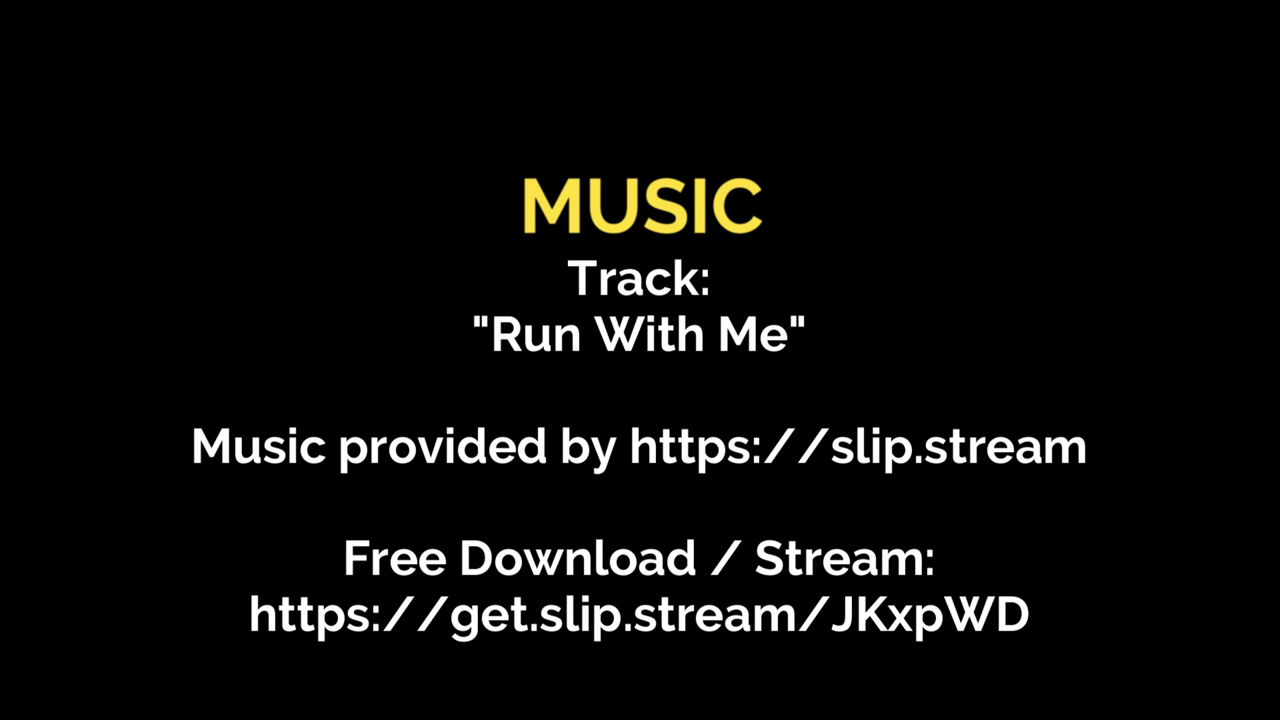 MUSIC
Track:
"Run With Me"
Music provided by https://slip.stream
Free Download / Stream:
https://get.slip.stream/JKxpWD